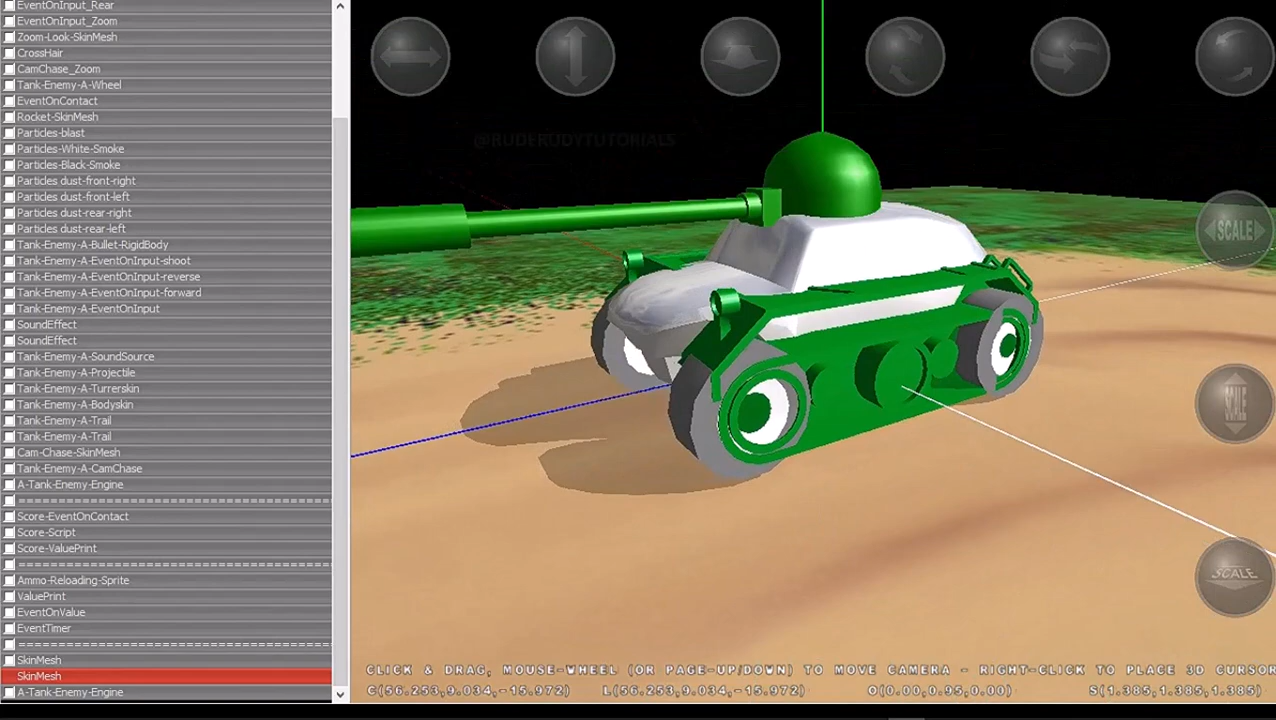 EventOnInput_Rear
EventOnInput_Zoom
Zoom-Look-SkinMesh
CrossHair
CamChase_Zoom
Tank-Enemy-A-Wheel
EventOnContact
Rocket-SkinMesh
Particles-blast
Particles-White-Smoke
Particles-Black-Smoke
Particles dust-front-right
Particles dust-front-left
Particles dust-rear-right
Particles dust-rear-left
Tank-Enemy-A-Bullet-RigidBody
Tank-Enemy-A-EventOnInput-shoot
Tank-Enemy-A-EventOnInput-reverse
Tank-Enemy-A-EventOnInput-forward
Tank-Enemy-A-EventOnInput
SoundEffect
SoundEffect
Tank-Enemy-A-SoundSource
Tank-Enemy-A-Projectile
Tank-Enemy-A-Turrerskin
Tank-Enemy-A-Bodyskin
Tank-Enemy-A-Trail
Tank-Enemy-A-Trail
Cam-Chase-SkinMesh
Tank-Enemy-A-CamChase
A-Tank-Enemy-Engine
=======================================
Score-EventOnContact
Score-Script
Score-ValuePrint
=======================================
Ammo-Reloading-Sprite
ValuePrint
EventOnValue
EventTimer
=======================================
SkinMesh
SkinMesh
A-Tank-Enemy-Engine
@RUDERUDYTUTORIALS
SCALE
SCALE
SCALE
CLICK & DRAG, MOUSE-WHEEL (OR PAGE-UP/DOWN) TO MOVE CAMERA - RIGHT-CLICK TO PLACE 3D CURSOR
C(56.253,9.034,-15.972) L(56.253,9.034,-15.972) O(0.00,0.95,0.00) S(1.385,1.385,1.385)